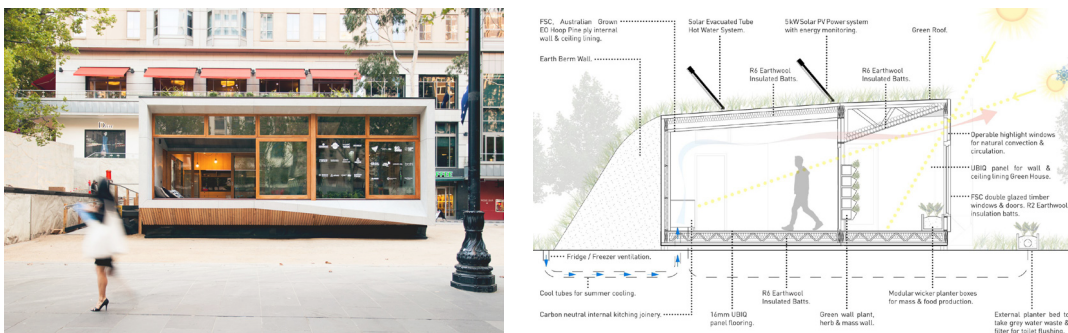 FSC, Australian Grown
EO Hoop Pine ply internal
wall & ceiling lining.
Solar Evacuated Tube
Hot Water System.
5kW Solar PV Power system
with energy monitoring.
Green Roof.
Earth Berm Wall.
R6 Earthwool
Insulated Batts.
R6 Earthwool
Insulated Batts.
Operable highlight windows
for natural convection &
circulation.
UBIQ panel for wall &
ceiling lining Green House.
FSC double glazed timber
windows & doors. R2 Earthwool
insulation batts.
Fridge / Freezer ventilation.
Cool tubes for summer cooling.
R6 Earthwool
Insulated Batts.
Modular wicker planter boxes
for mass & food production.
Carbon neutral internal kitching joinery.
16mm UBIQ
panel flooring.
Green wall plant,
herb & mass wall.
External planter bed to
take grey water waste &
filter for toilet flushing.